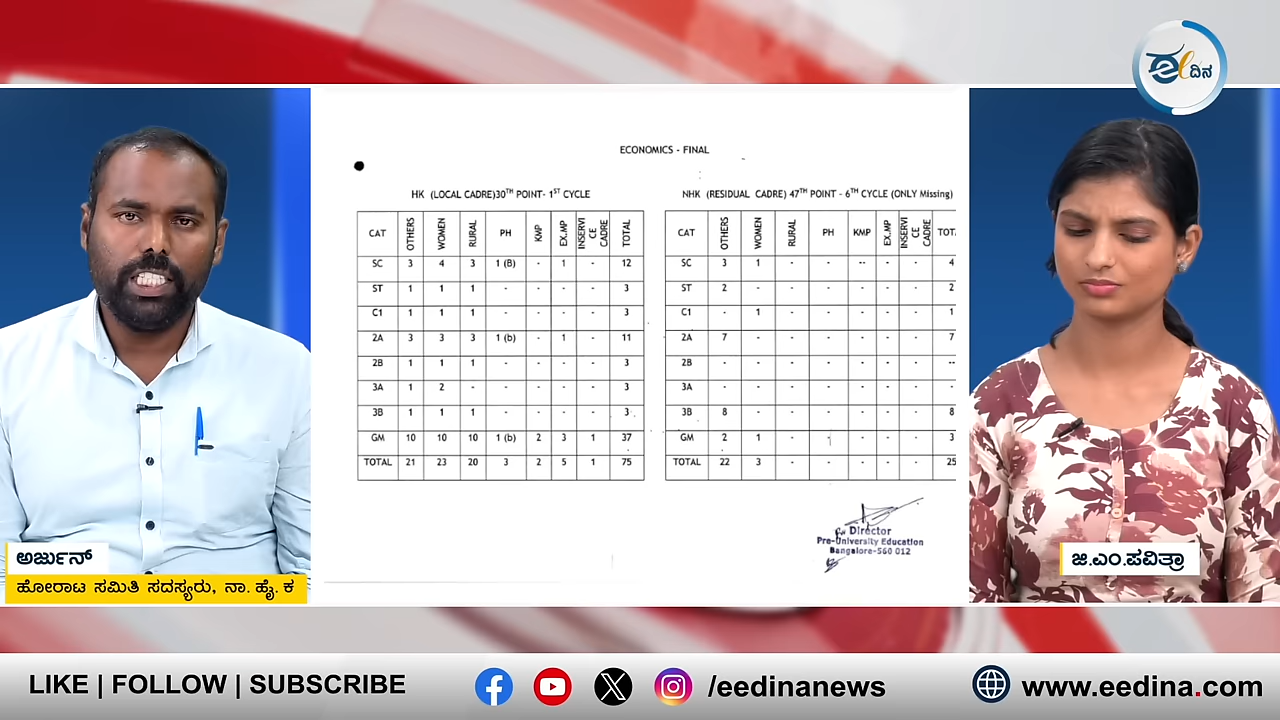 ಈದಿನ
ECONOMICS - FINAL
HK (LOCAL CADRE)30TH POINT- 1ST CYCLE
CAT OTHERS WOMEN RURAL PH KMP EX.MP INSERVI CE CADRE TOTAL
SC 3 4 3 1 (B) - 1 - 12
ST 1 1 1 - - - - 3
C1 1 1 1 - - - - 3
2A 3 3 3 1 (b) - 1 - 11
2B 1 1 1 - - - - 3
3A 1 2 - - - - - 3
3B 1 1 1 - - - - 3
GM 10 10 10 1 (b) 2 3 1 37
TOTAL 21 23 20 3 2 5 1 75
NHK (RESIDUAL CADRE) 47TH POINT - 6TH CYCLE (ONLY Missing)
CAT OTHERS WOMEN RURAL PH KMP EX.MP INSERVI CE CADRE
SC 3 1 - - -- - - 4
ST 2 - - - - - - 2
C1 - 1 - - - - - 1
2A 7 - - - - - - 7
2B - - - - - - - --
3A - - - - - - - -
3B 8 - - - - - - 8
GM 2 1 - - - - - 3
TOTAL 22 3 - - - - - 25
Director
Pre-University Education
Bangalore-560 012
ಅರ್ಜುನ್
ಹೋರಾಟ ಸಮಿತಿ ಸದಸ್ಯರು, ನಾ. ಹೈ. ಕ
ಜಿ.ಎಂ.ಪವಿತ್ರಾ
LIKE | FOLLOW | SUBSCRIBE
/eedinanews
www.eedina.com